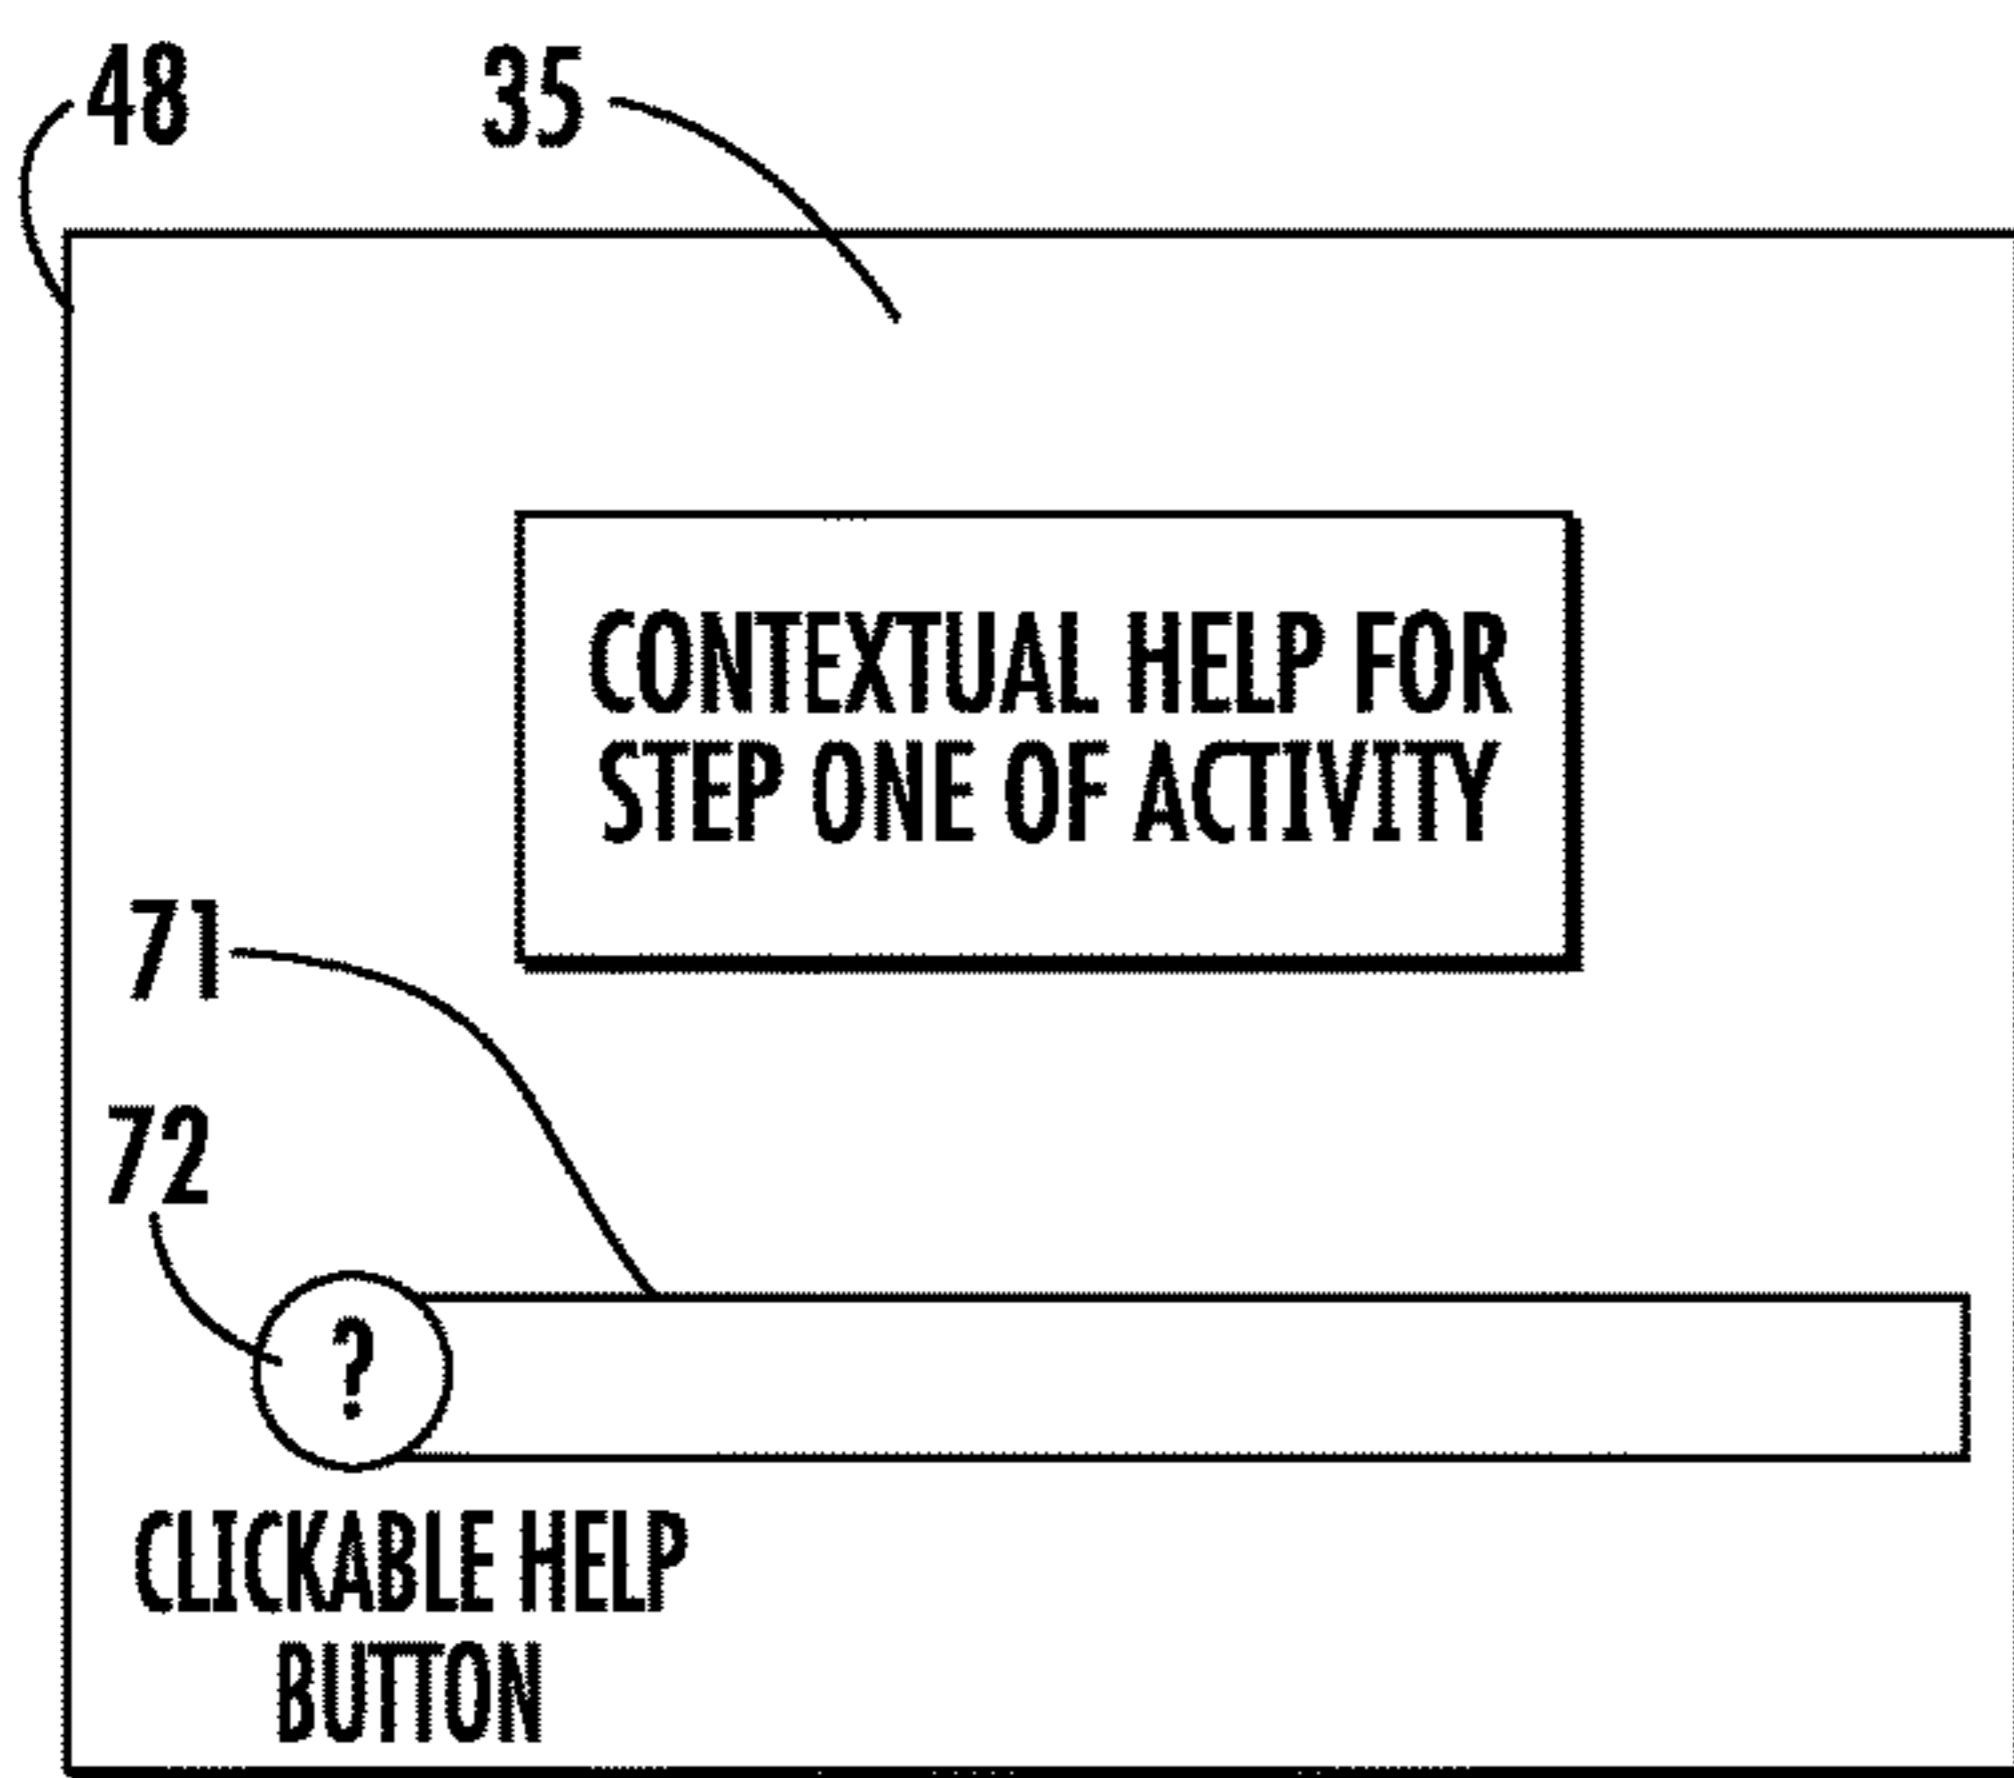 48 35
CONTEXTUAL HELP FOR
STEP ONE OF ACTIVITY
71
72
?
CLICKABLE HELP
BUTTON